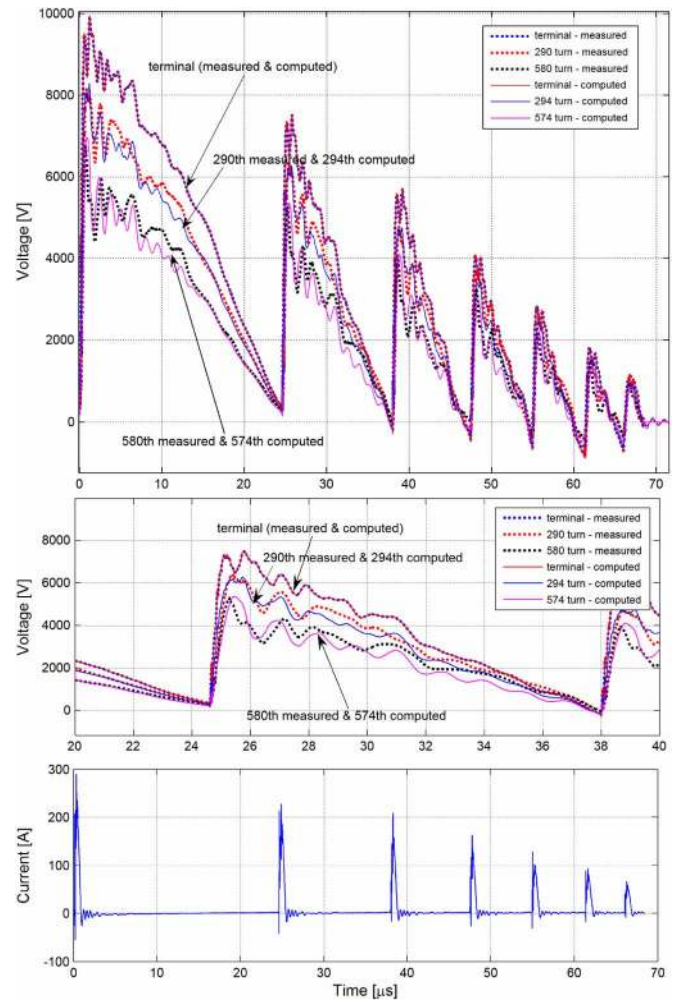 10000
8000
6000
4000
2000
0
Voltage [V]
terminal (measured & computed)
290th measured & 294th computed
580th measured & 574th computed
terminal - measured
290 turn - measured
580 turn - measured
terminal - computed
294 turn - computed
574 turn - computed
0 10 20 30 40 50 60 70
8000
6000
4000
2000
0
Voltage [V]
terminal (measured & computed)
290th measured & 294th computed
580th measured & 574th computed
terminal - measured
290 turn - measured
580 turn - measured
terminal - computed
294 turn - computed
574 turn - computed
20 22 24 26 28 30 32 34 36 38 40
300
200
100
0
-100
Current [A]
0 10 20 30 40 50 60 70
Time [μs]